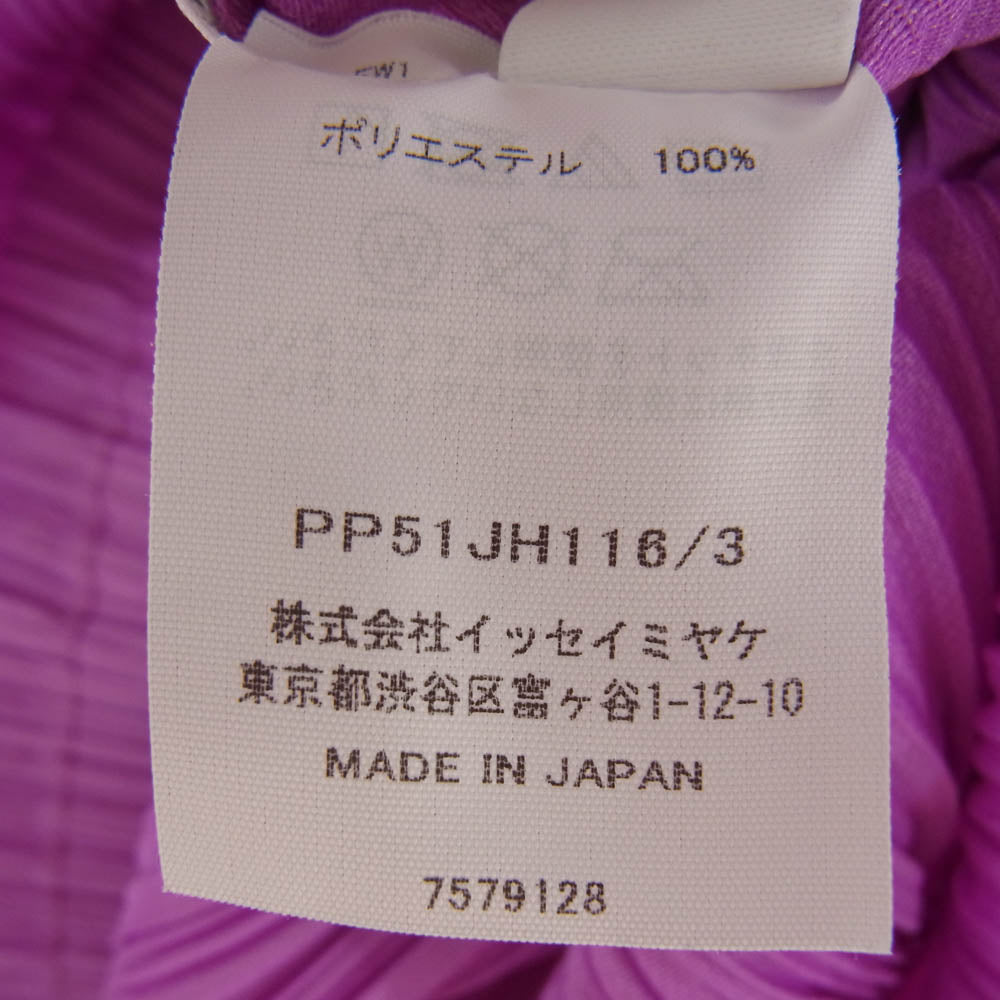 ポリエステル 100%
PP51JH116/3
株式会社イッセイミヤケ
東京都渋谷区富ヶ谷1-12-10
MADE IN JAPAN
7579128